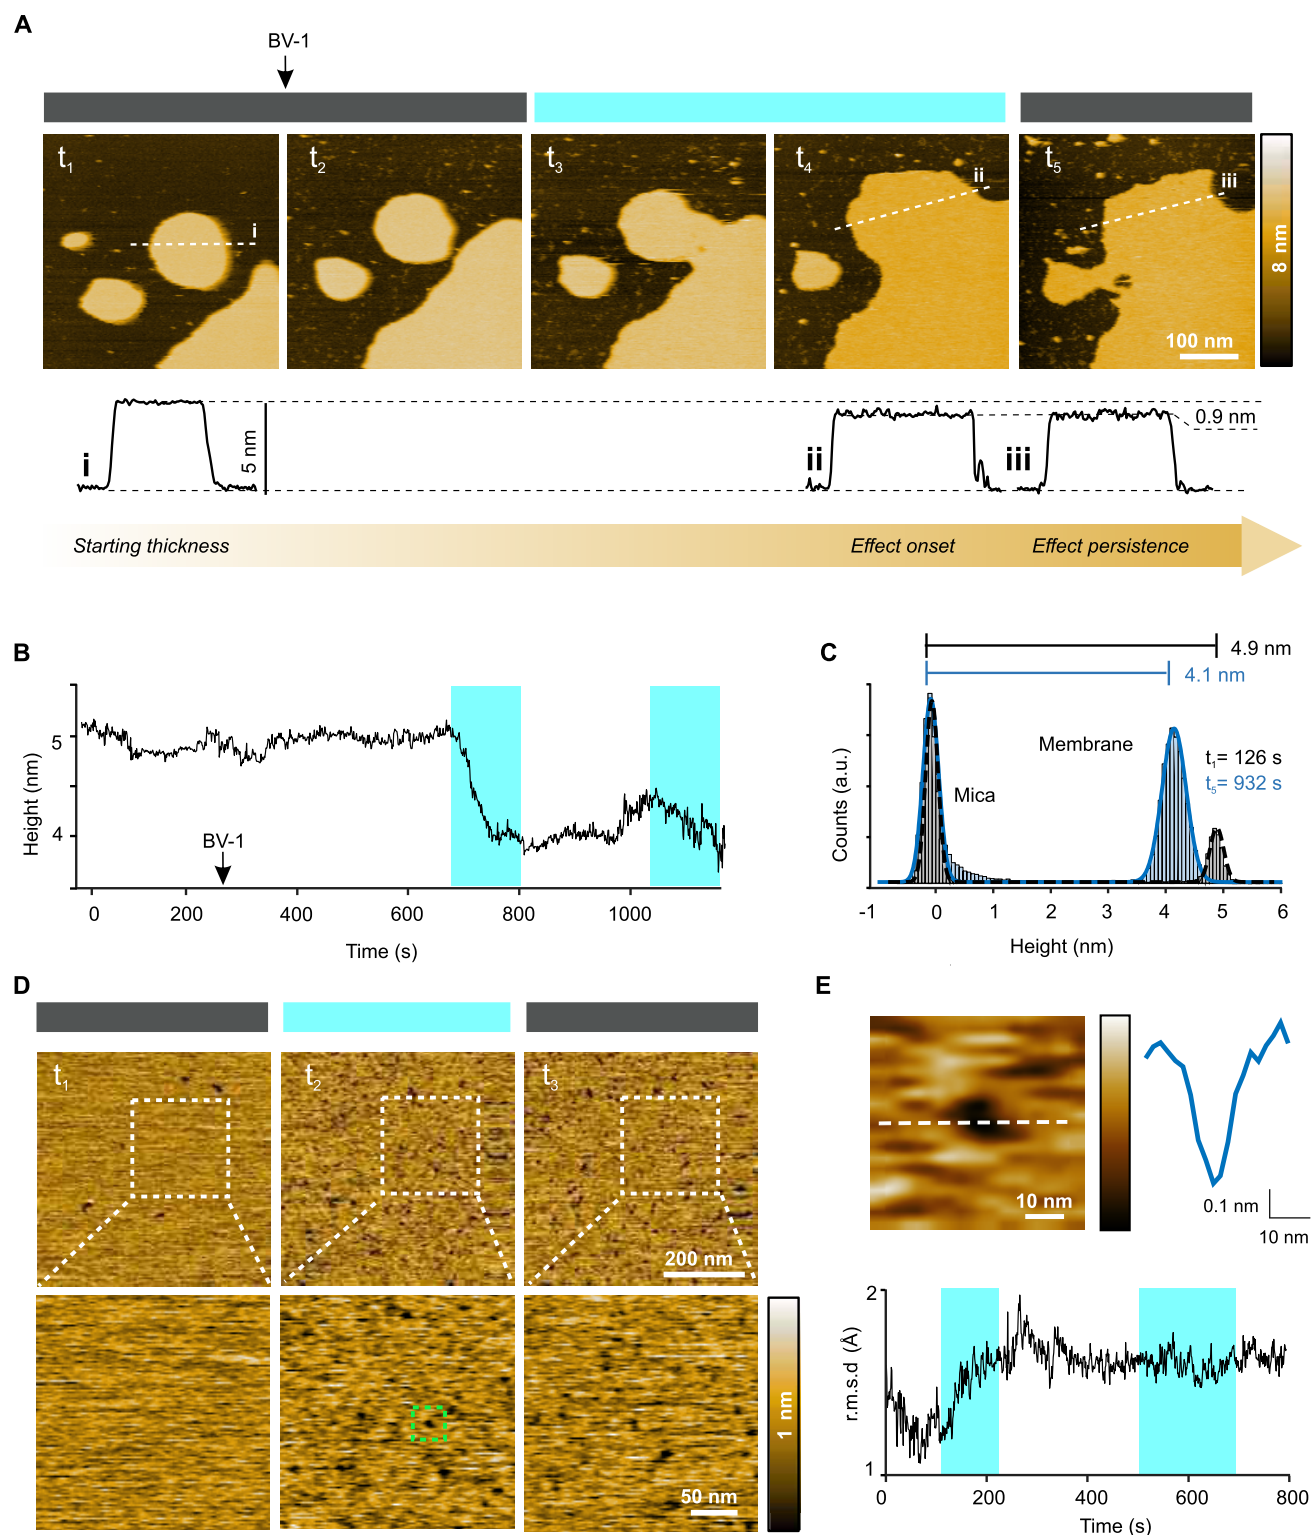 A
BV-1
t1
t2
t3
t4
t5
i
ii
iii
8 nm
100 nm
i
5 nm
ii
iii
0.9 nm
Starting thickness
Effect onset
Effect persistence
B
Height (nm)
5
4
BV-1
0 200 400 600 800 1000
Time (s)
C
4.9 nm
4.1 nm
Counts (a.u.)
Membrane
Mica
t1= 126 s
t5= 932 s
-1 0 1 2 3 4 5 6
Height (nm)
D
t1
t2
t3
200 nm
50 nm
1 nm
E
10 nm
0.1 nm
10 nm
r.m.s.d (Å)
2
1
0 200 400 600 800
Time (s)